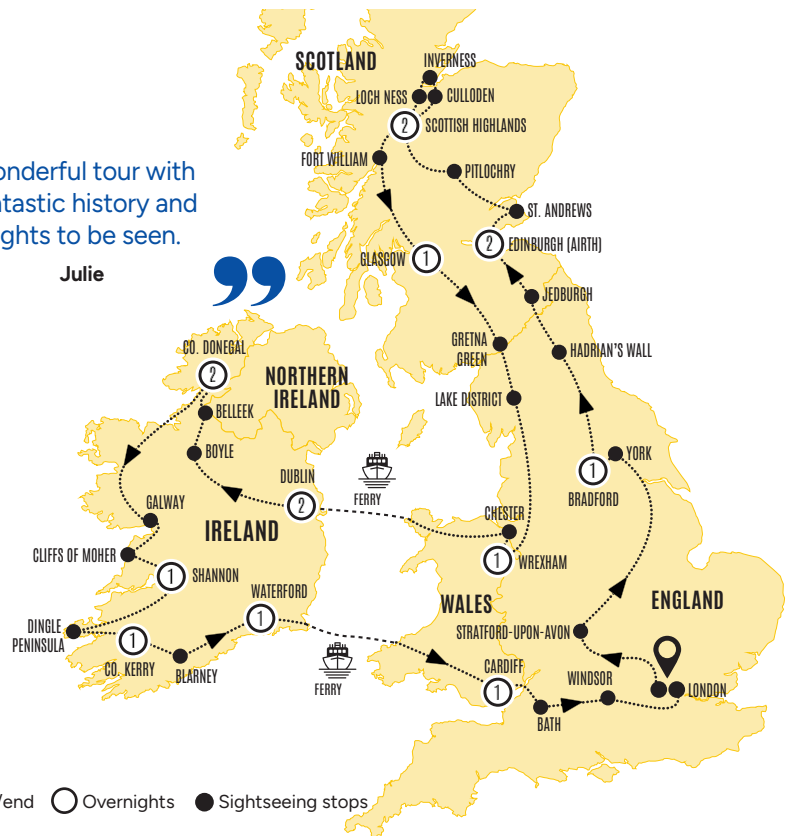 SCOTLAND
INVERNESS
LOCH NESS
CULLODEN
2
SCOTTISH HIGHLANDS
FORT WILLIAM
PITLOCHRY
ST. ANDREWS
2
EDINBURGH (AIRTH)
GLASGOW
1
JEDBURGH
GRETNA
GREEN
HADRIAN'S WALL
LAKE DISTRICT
tour with
history and
to be seen.
Julie
”
CO. DONEGAL
2
NORTHERN
IRELAND
BELLEEK
BOYLE
DUBLIN
2
FERRY
YORK
1
BRADFORD
GALWAY
IRELAND
CHESTER
1
WREXHAM
CLIFFS OF MOHER
1
SHANNON
WATERFORD
1
WALES
ENGLAND
STRATFORD-UPON-AVON
DINGLE
PENINSULA
1
CO. KERRY
BLARNEY
FERRY
CARDIFF
1
WINDSOR
LONDON
BATH
Overnights
Sightseeing stops